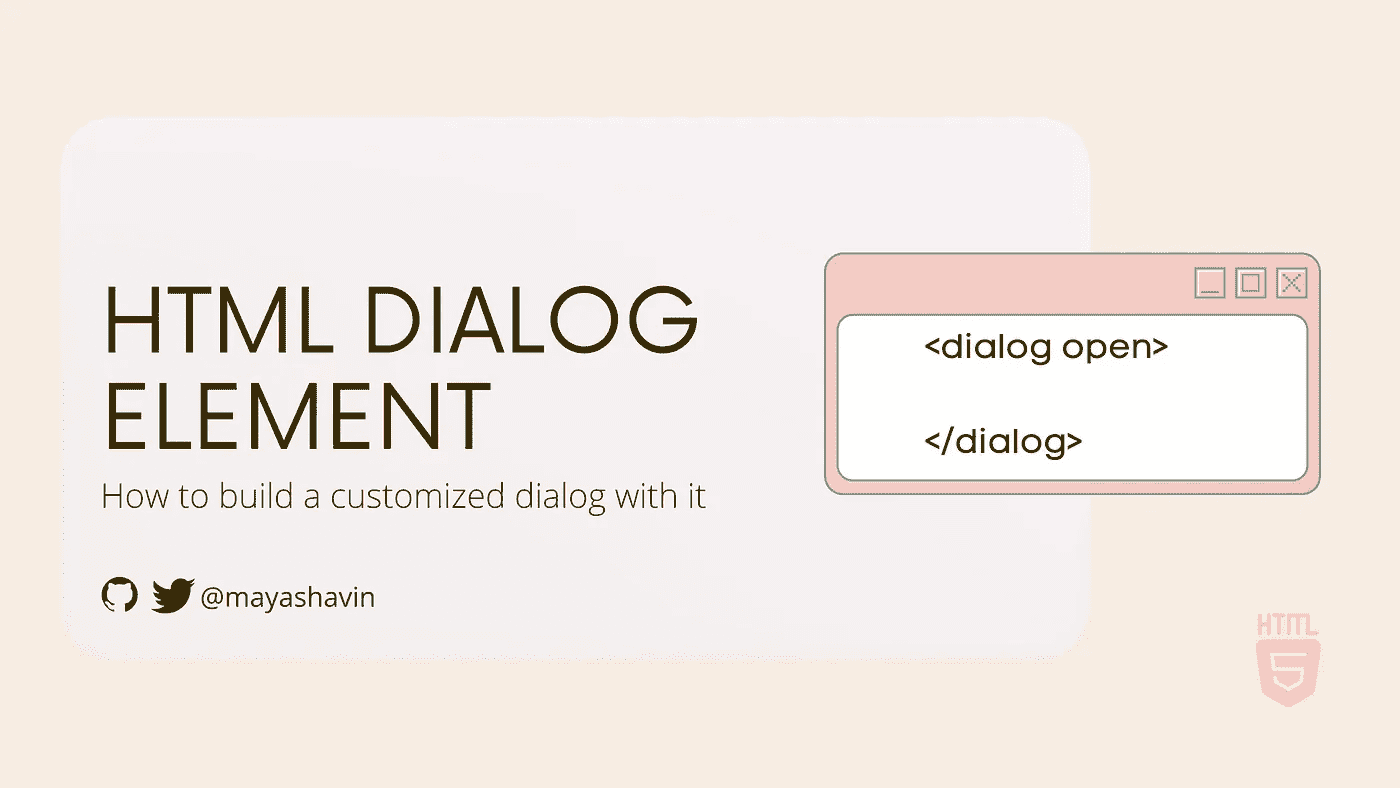 HTML DIALOG
ELEMENT
How to build a customized dialog with it
@mayashavin
<dialog open>
</dialog>
HTML
5